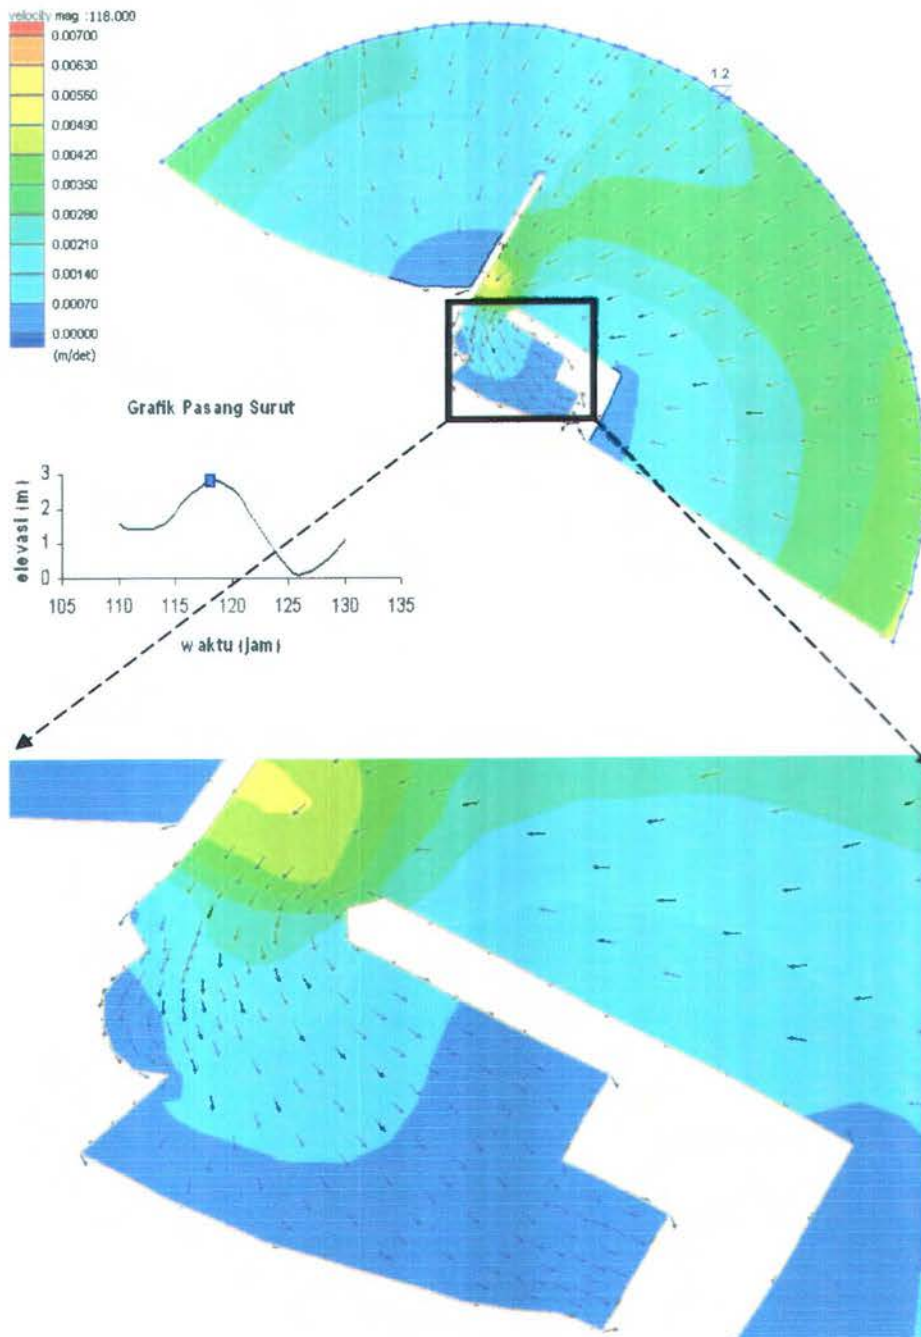 velocity mag :118.000
0.00700
0.00630
0.00560
0.00490
0.00420
0.00350
0.00280
0.00210
0.00140
0.00070
0.00000
(m/det)
1.2
Grafik Pasang Surut
elevasi (m)
3
2
1
0
105 110 115 120 125 130 135
waktu (jam)